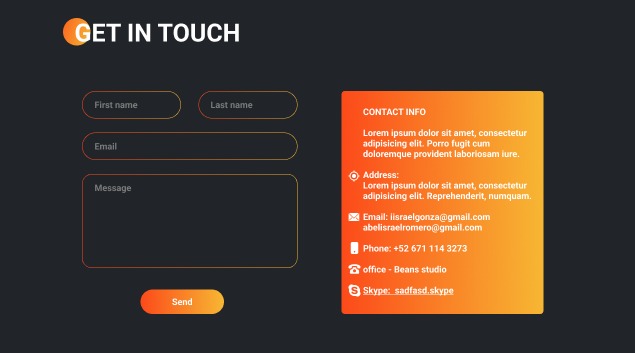 GET IN TOUCH
First name
Last name
Email
Message
Send
CONTACT INFO
Lorem ipsum dolor sit amet, consectetur
adipisicing elit. Porro fugit cum
doloremque provident laboriosam iure.
Address:
Lorem ipsum dolor sit amet, consectetur
adipisicing elit. Reprehenderit, numquam.
Email: iisraelgonza@gmail.com
abelisraelromero@gmail.com
Phone: +52 671 114 3273
office - Beans studio
Skype: sadfasd.skype